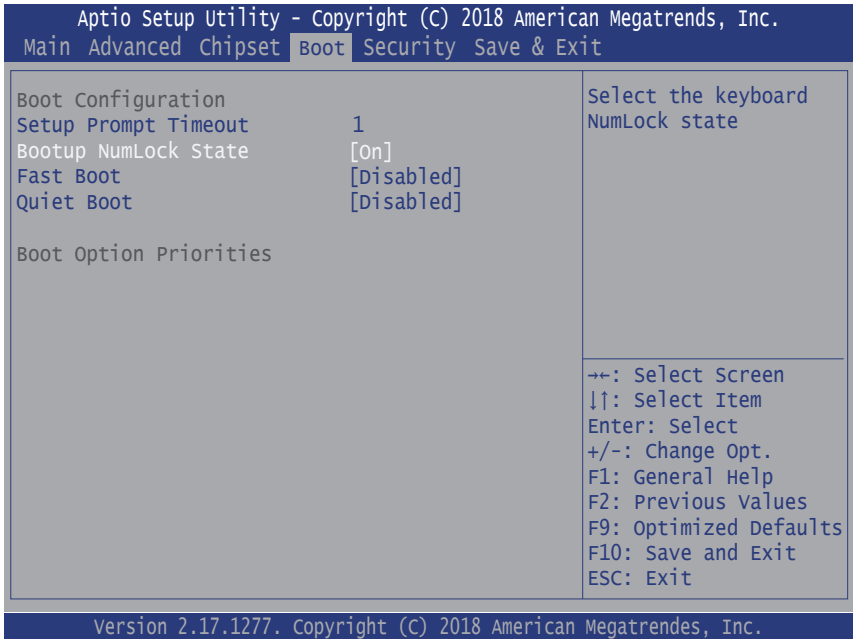 Aptio Setup Utility - Copyright (C) 2018 American Megatrends, Inc.
Main Advanced Chipset Boot Security Save & Exit
Boot Configuration
Setup Prompt Timeout 1
Bootup NumLock State [On]
Fast Boot [Disabled]
Quiet Boot [Disabled]
Boot Option Priorities
Select the keyboard
NumLock state
→←: Select Screen
↓↑: Select Item
Enter: Select
+/-: Change Opt.
F1: General Help
F2: Previous Values
F9: Optimized Defaults
F10: Save and Exit
ESC: Exit
Version 2.17.1277. Copyright (C) 2018 American Megatrendes, Inc.